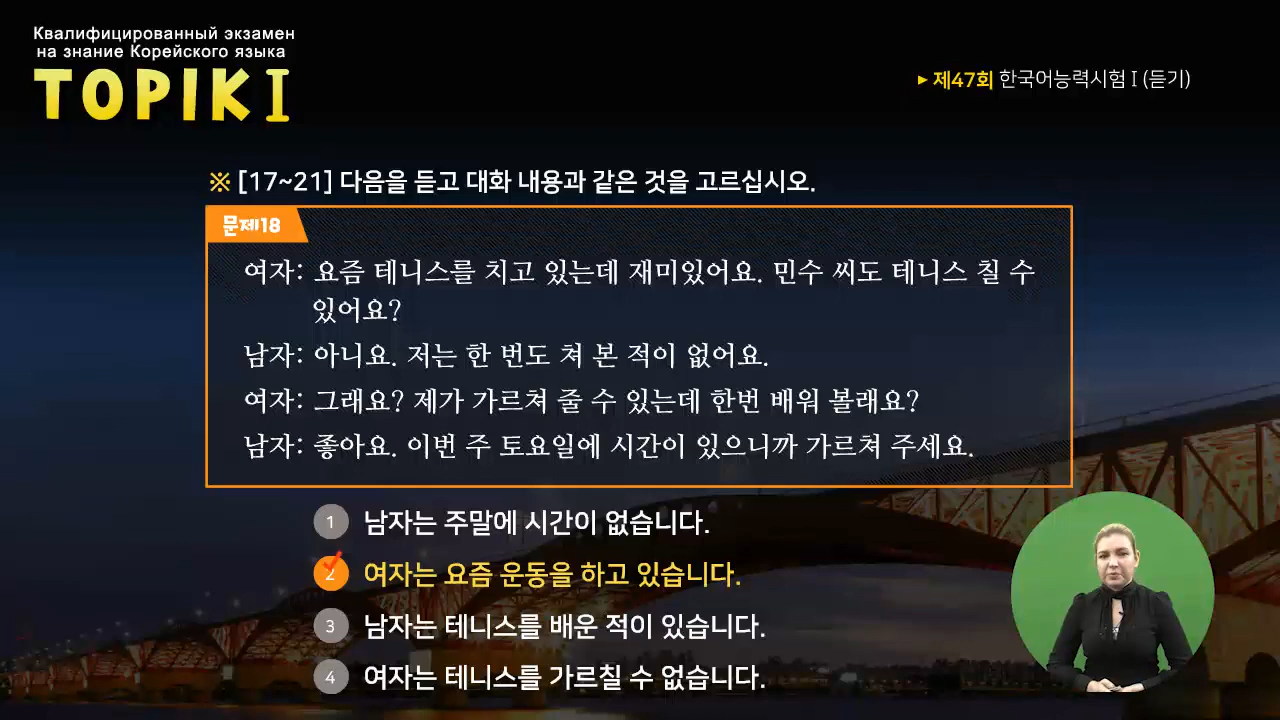 Квалифицированный экзамен
на знание Корейского языка
TOPIK I
▸ 제47회 한국어능력시험 I (듣기)
※ [17~21] 다음을 듣고 대화 내용과 같은 것을 고르십시오.
문제18
여자: 요즘 테니스를 치고 있는데 재미있어요. 민수 씨도 테니스 칠 수
있어요?
남자: 아니요. 저는 한 번도 쳐 본 적이 없어요.
여자: 그래요? 제가 가르쳐 줄 수 있는데 한번 배워 볼래요?
남자: 좋아요. 이번 주 토요일에 시간이 있으니까 가르쳐 주세요.
1 남자는 주말에 시간이 없습니다.
2 여자는 요즘 운동을 하고 있습니다.
3 남자는 테니스를 배운 적이 있습니다.
4 여자는 테니스를 가르칠 수 없습니다.